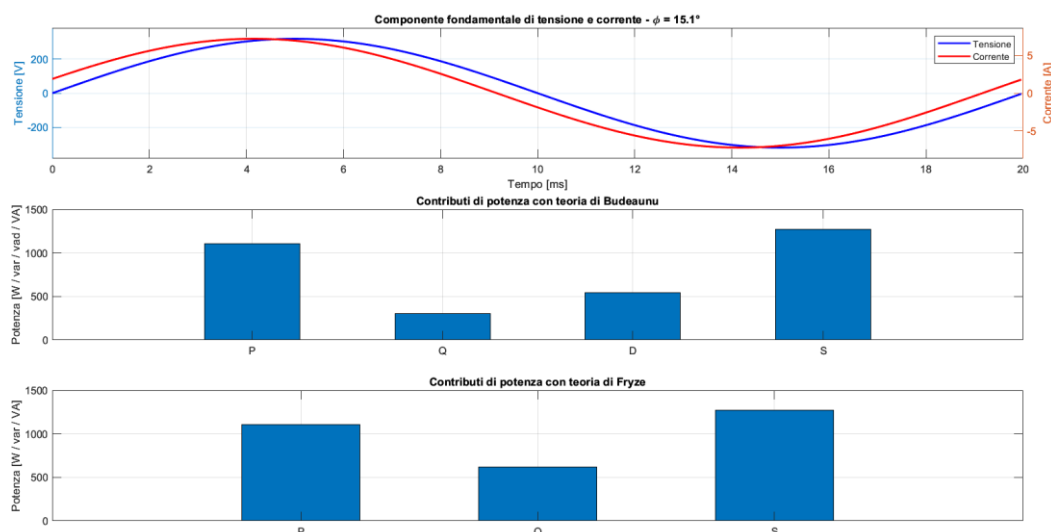 Componente fondamentale di tensione e corrente - ϕ = 15.1°
Tensione [V]
200
0
-200
Tensione
Corrente
5
0
-5
Corrente [A]
0 2 4 6 8 10 12 14 16 18 20
Tempo [ms]
Contributi di potenza con teoria di Budeaunu
Potenza [W / var / vad / VA]
1500
1000
500
0
P Q D S
Contributi di potenza con teoria di Fryze
Potenza [W / var / VA]
1500
1000
500
0
P Q S